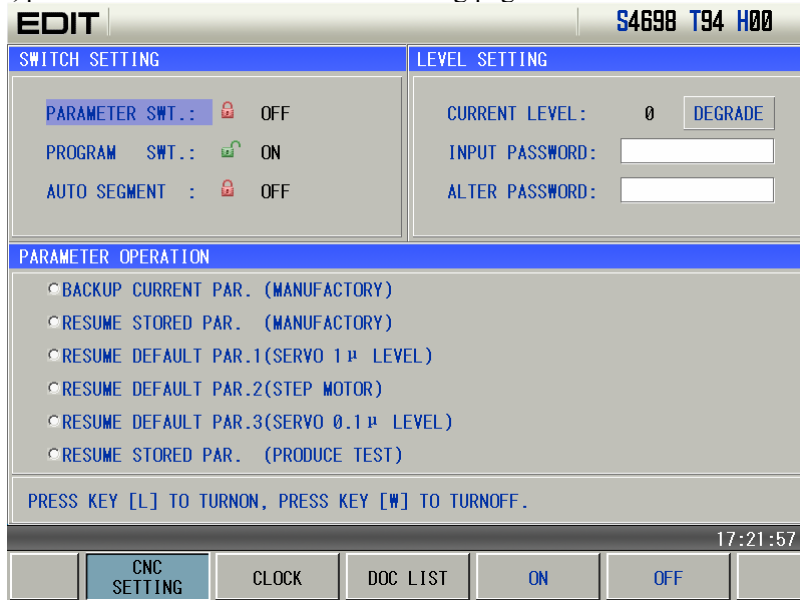 EDIT S4698 T94 H00
SWITCH SETTING
PARAMETER SWT.: OFF
PROGRAM SWT.: ON
AUTO SEGMENT : OFF
LEVEL SETTING
CURRENT LEVEL: 0 DEGRADE
INPUT PASSWORD:
ALTER PASSWORD:
PARAMETER OPERATION
BACKUP CURRENT PAR. (MANUFACTORY)
RESUME STORED PAR. (MANUFACTORY)
RESUME DEFAULT PAR.1(SERVO 1μ LEVEL)
RESUME DEFAULT PAR.2(STEP MOTOR)
RESUME DEFAULT PAR.3(SERVO 0.1μ LEVEL)
RESUME STORED PAR. (PRODUCE TEST)
PRESS KEY [L] TO TURNON, PRESS KEY [W] TO TURNOFF.
17:21:57
CNC
SETTING
CLOCK
DOC LIST
ON
OFF